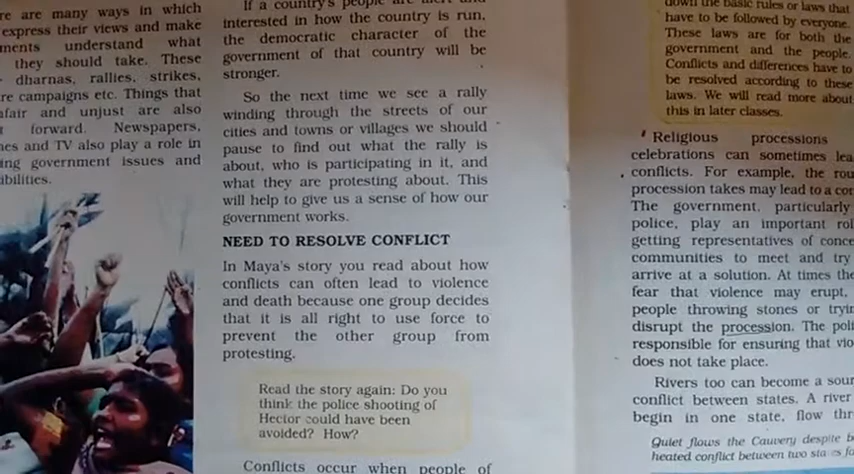 re are many ways in which
express their views and make
ments understand what
they should take. These
dharnas, rallies, strikes,
re campaigns etc. Things that
nfair and unjust are also
t forward. Newspapers,
nes and TV also play a role in
ing government issues and
ibilities.
interested in how the country is run,
the democratic character of the
government of that country will be
stronger.
So the next time we see a rally
winding through the streets of our
cities and towns or villages we should
pause to find out what the rally is
about, who is participating in it, and
what they are protesting about. This
will help to give us a sense of how our
government works.
NEED TO RESOLVE CONFLICT
In Maya's story you read about how
conflicts can often lead to violence
and death because one group decides
that it is all right to use force to
prevent the other group from
protesting.
Read the story again: Do you
think the police shooting of
Hector could have been
avoided? How?
Conflicts occur when people of
down the basic rules or laws that
have to be followed by everyone.
These laws are for both the
government and the people.
Conflicts and differences have to
be resolved according to these
laws. We will read more about
this in later classes.
Religious processions
celebrations can sometimes lea
conflicts. For example, the rou
procession takes may lead to a con
The government, particularly
police, play an important rol
getting representatives of conce
communities to meet and try
arrive at a solution. At times the
fear that violence may erupt,
people throwing stones or tryin
disrupt the procession. The poli
responsible for ensuring that vio
does not take place.
Rivers too can become a sour
conflict between states. A river
begin in one state, flow thr
Quiet flows the Cauvery despite b
heated conflict between two sta s fo